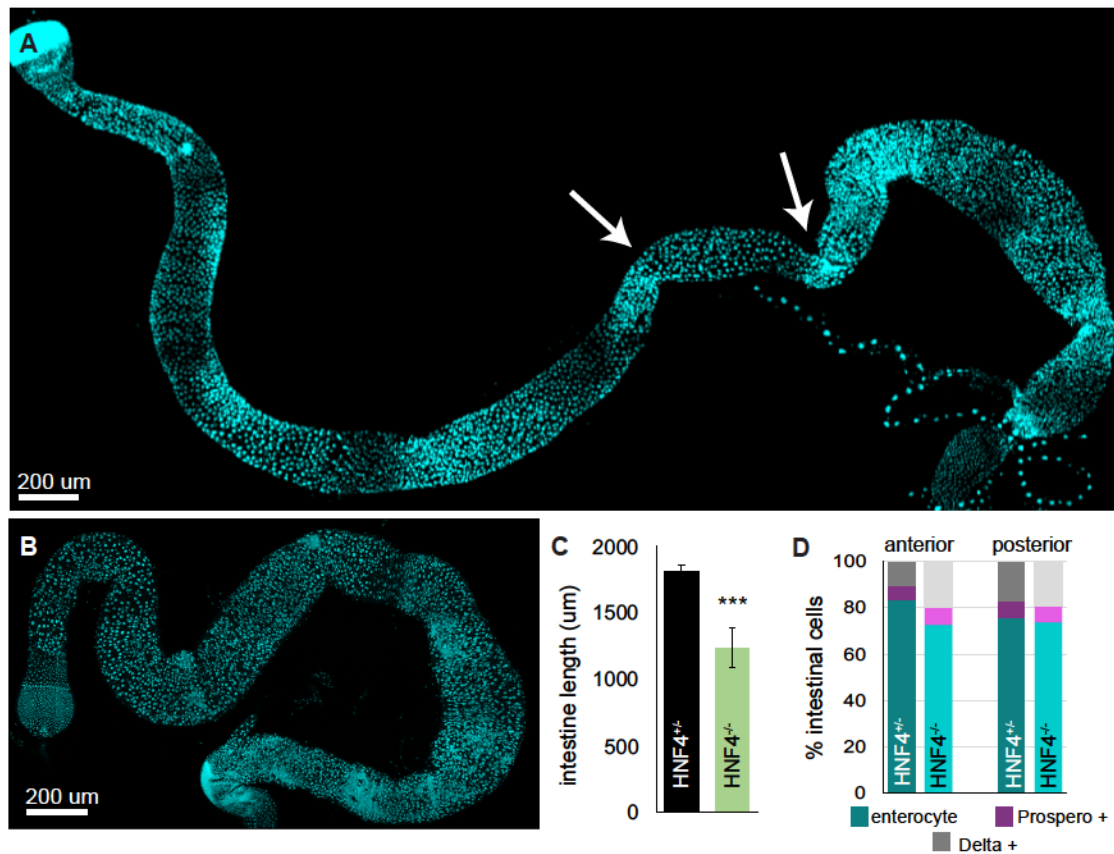 A
200 um
B
200 um
C
2000
1500
1000
500
0
intestine length (um)
***
HNF4+/-
HNF4-/-
D
anterior posterior
100
80
60
40
20
0
% intestinal cells
HNF4+/-
HNF4-/-
HNF4+/-
HNF4-/-
enterocyte
Prospero +
Delta +